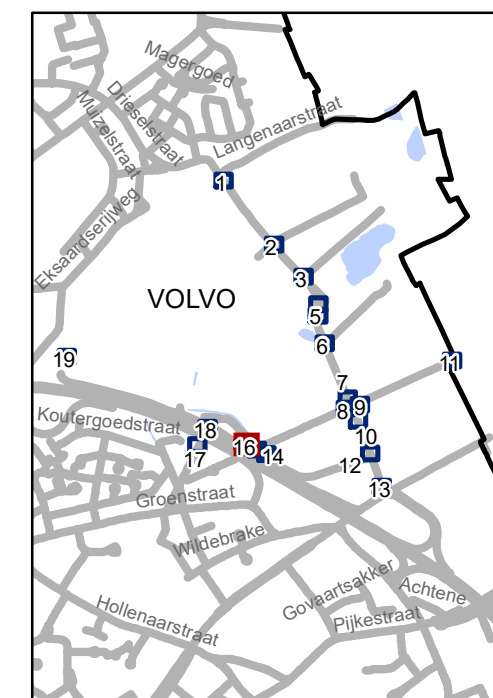 Magergoed
Drieselstraat
Muizelstraat
Langenaarstraat
1
Eksaardserijweg
2
3
VOLVO
5
6
19
11
7
8
9
Koutergoedstraat
18
10
16
17
14
12
13
Groenstraat
Wildebrake
Govaartsakker
Achtene
Hollenaarstraat
Pijkestraat